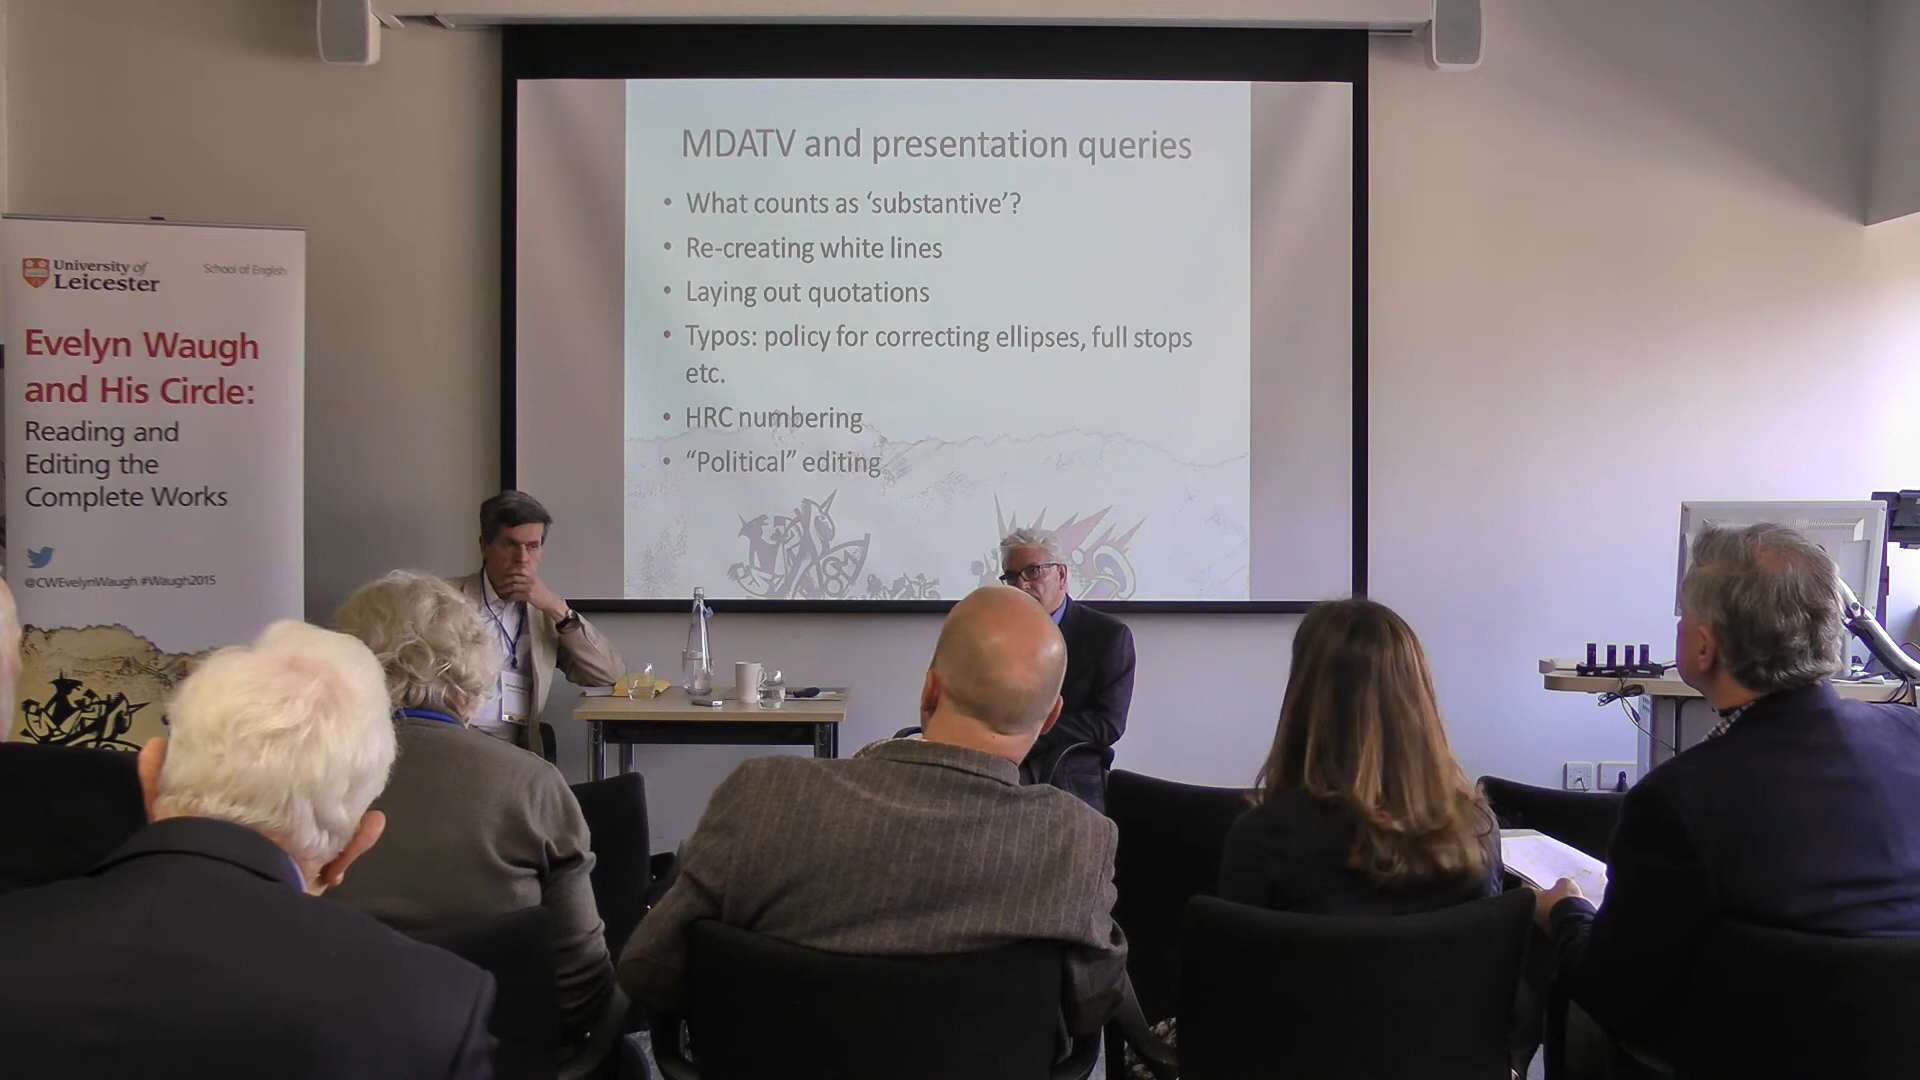 MDATV and presentation queries
• What counts as ‘substantive’?
• Re-creating white lines
• Laying out quotations
• Typos: policy for correcting ellipses, full stops
etc.
• HRC numbering
• “Political” editing
University of
Leicester
School of English
Evelyn Waugh
and His Circle:
Reading and
Editing the
Complete Works
@CWEvelynWaugh #Waugh2015